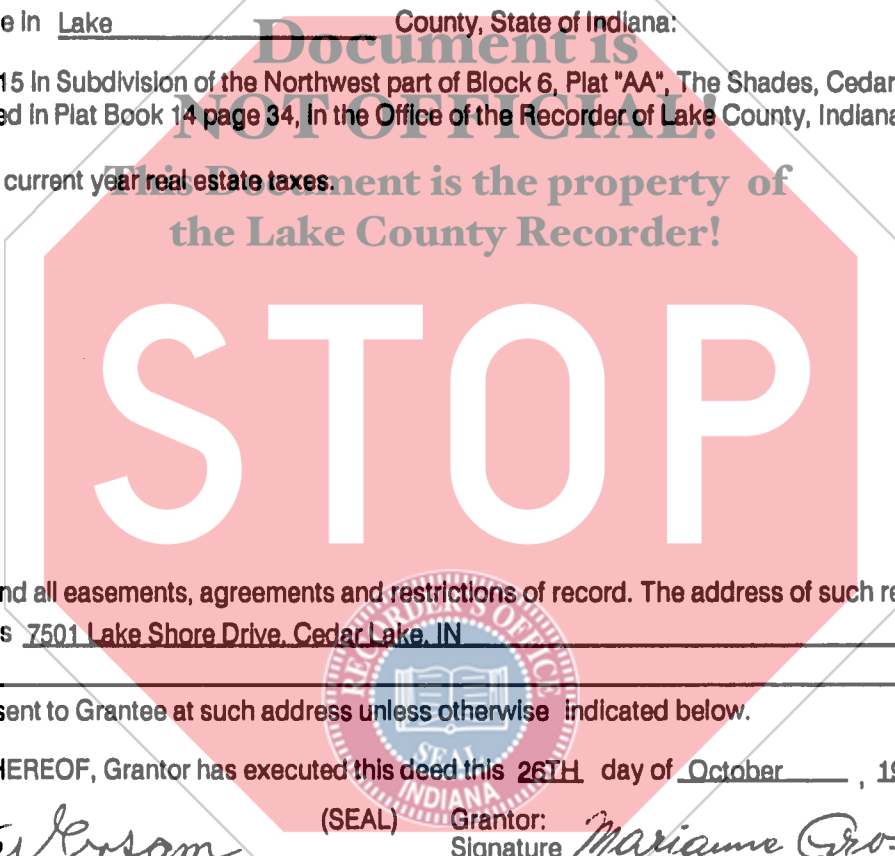 e in Lake County, State of Indiana:
Document is
15 in Subdivision of the Northwest part of Block 6, Plat "AA", The Shades, Cedar
ed in Plat Book 14 page 34, in the Office of the Recorder of Lake County, Indiana
NOT OFFICIAL!
current year real estate taxes.
This Document is the property of
the Lake County Recorder!
STOP
nd all easements, agreements and restrictions of record. The address of such re
s 7501 Lake Shore Drive, Cedar Lake, IN
RECORDER'S OFFICE
SEAL
INDIANA
sent to Grantee at such address unless otherwise indicated below.
HEREOF, Grantor has executed this deed this 26TH day of October , 19
(SEAL) Grantor:
Signature Marianne Gro